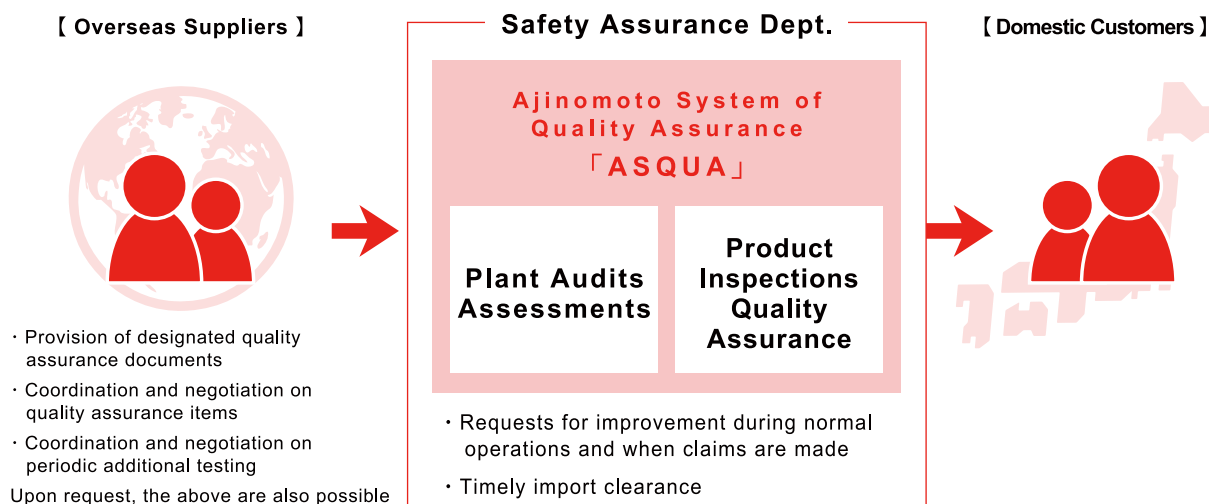 【 Overseas Suppliers 】
・ Provision of designated quality
assurance documents
・ Coordination and negotiation on
quality assurance items
・ Coordination and negotiation on
periodic additional testing
Upon request, the above are also possible
Safety Assurance Dept.
Ajinomoto System of
Quality Assurance
「ASQUA」
Plant Audits
Assessments
Product
Inspections
Quality
Assurance
・ Requests for improvement during normal
operations and when claims are made
・ Timely import clearance
【 Domestic Customers 】